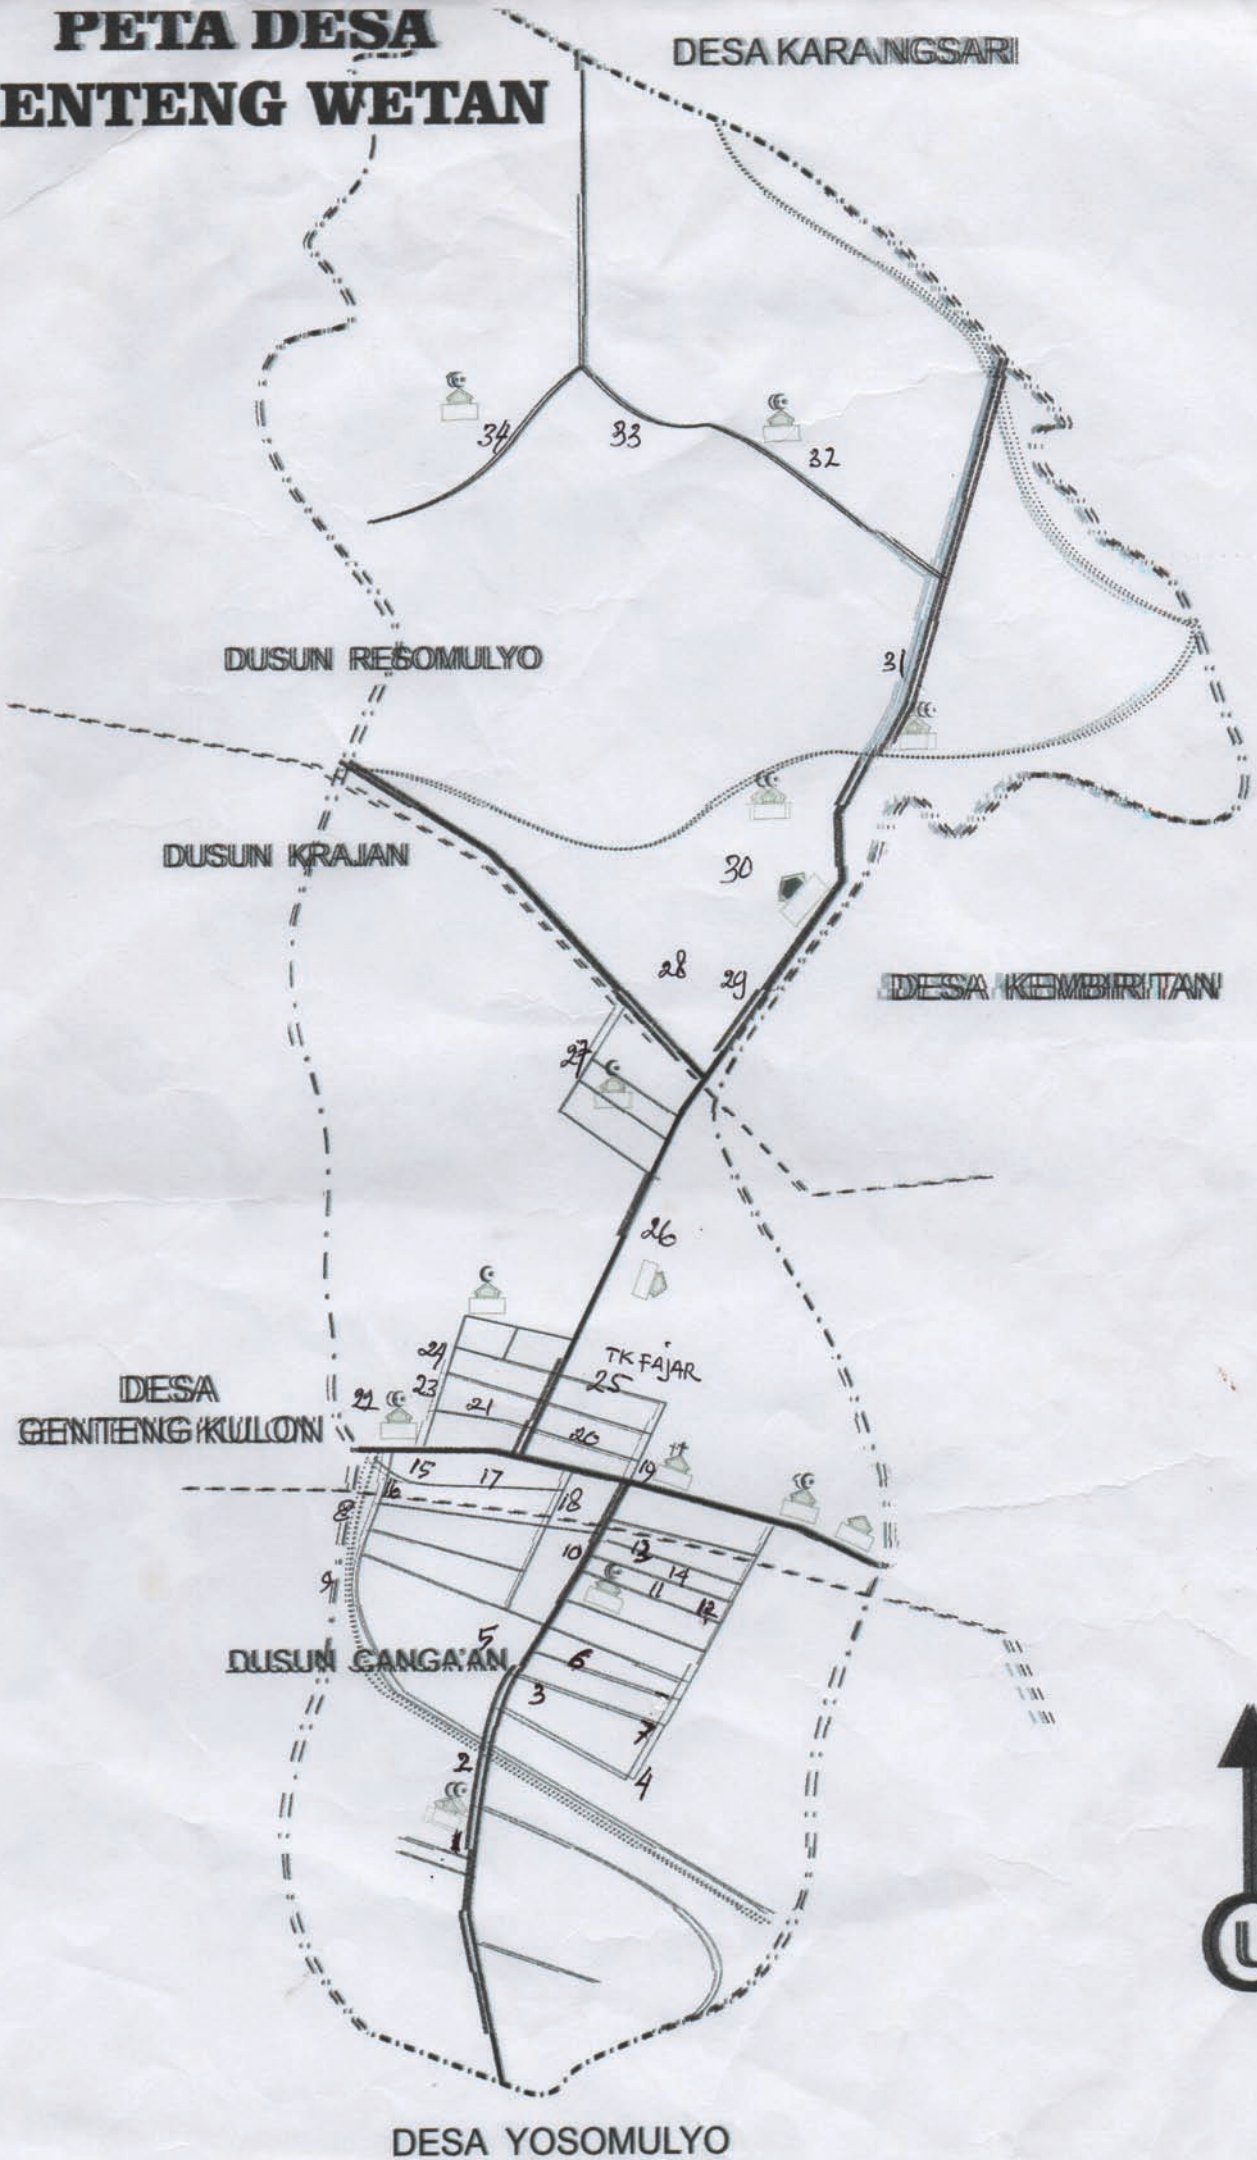 PETA DESA
ENTENG WETAN
DESA KARANGSARI
34
33
32
DUSUN RESOMULYO
31
DUSUN KRAJAN
30
28
29
DESA KEMBIRITAN
27
26
24
TK FAJAR
25
23
22
21
20
DESA
GENTENG KULON
19
15
17
16
18
8
10
13
14
11
12
9
5
DUSUN CANGA'AN
6
3
7
2
4
1
U
DESA YOSOMULYO